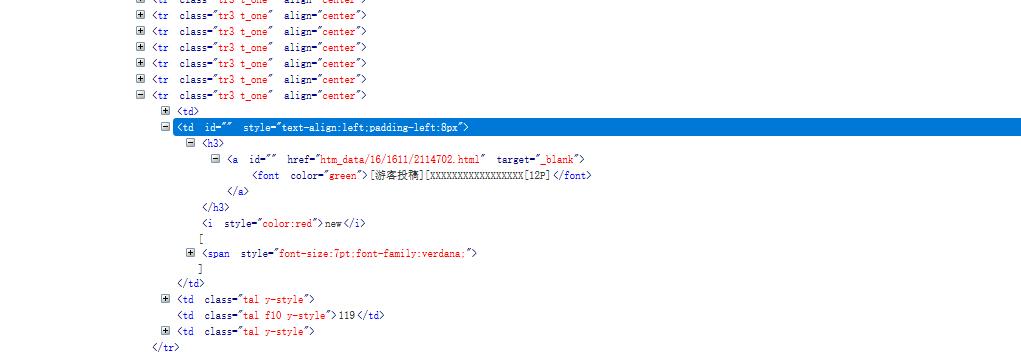 <tr class="tr3 t_one" align="center">
<tr class="tr3 t_one" align="center">
<tr class="tr3 t_one" align="center">
<tr class="tr3 t_one" align="center">
<tr class="tr3 t_one" align="center">
<tr class="tr3 t_one" align="center">
<tr class="tr3 t_one" align="center">
<td>
<td id="" style="text-align:left;padding-left:8px">
<h3>
<a id="" href="htm_data/16/1611/2114702.html" target="_blank">
<font color="green">[游客投稿][XXXXXXXXXXXXXXXXX[12P]</font>
</a>
</h3>
<i style="color:red">new</i>
[
<span style="font-size:7pt;font-family:verdana;">
]
</td>
<td class="tal y-style">
<td class="tal f10 y-style">119</td>
<td class="tal y-style">
</tr>